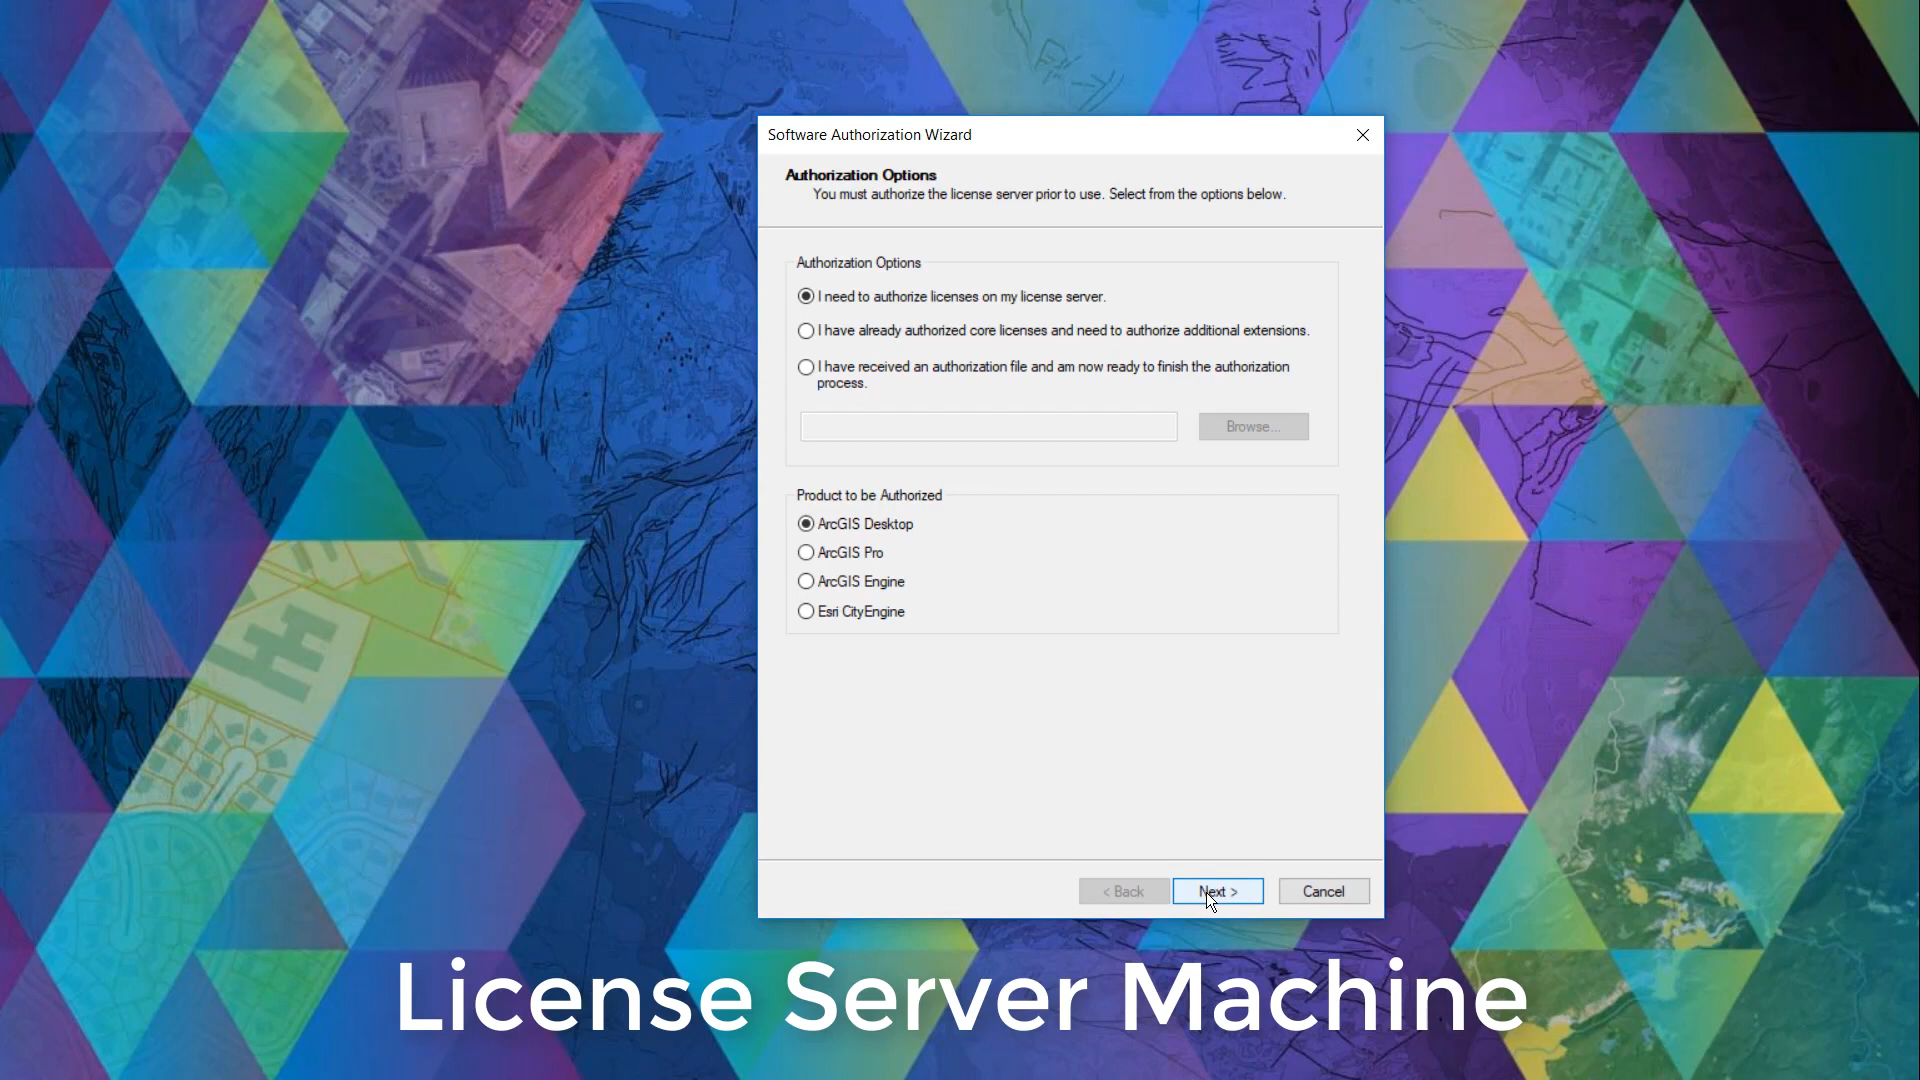 Software Authorization Wizard
Authorization Options
You must authorize the license server prior to use. Select from the options below.
Authorization Options
I need to authorize licenses on my license server.
I have already authorized core licenses and need to authorize additional extensions.
I have received an authorization file and am now ready to finish the authorization
process.
Browse...
Product to be Authorized
ArcGIS Desktop
ArcGIS Pro
ArcGIS Engine
Esri CityEngine
< Back
Next >
Cancel
License Server Machine